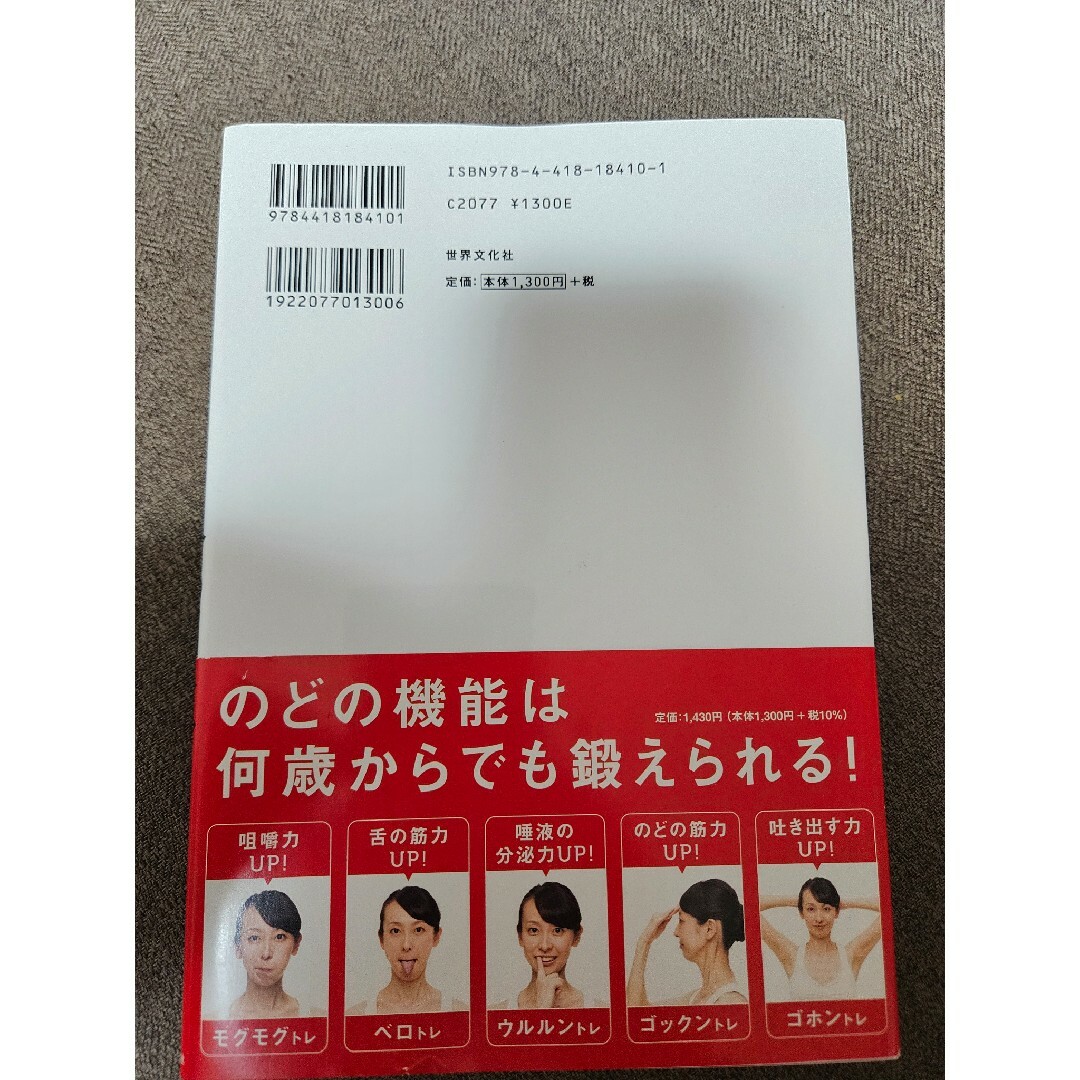 ISBN978-4-418-18410-1
9784418184101
C2077 ¥1300E
世界文化社
定価：本体1,300円+税
1922077013006
のどの機能は
定価：1,430円（本体1,300円＋税10%）
何歳からでも鍛えられる！
咀嚼力
UP!
モグモグトレ
舌の筋力
UP!
ベロトレ
唾液の
分泌力UP!
ウルルントレ
のどの筋力
UP!
ゴックントレ
吐き出す力
UP!
ゴホントレ